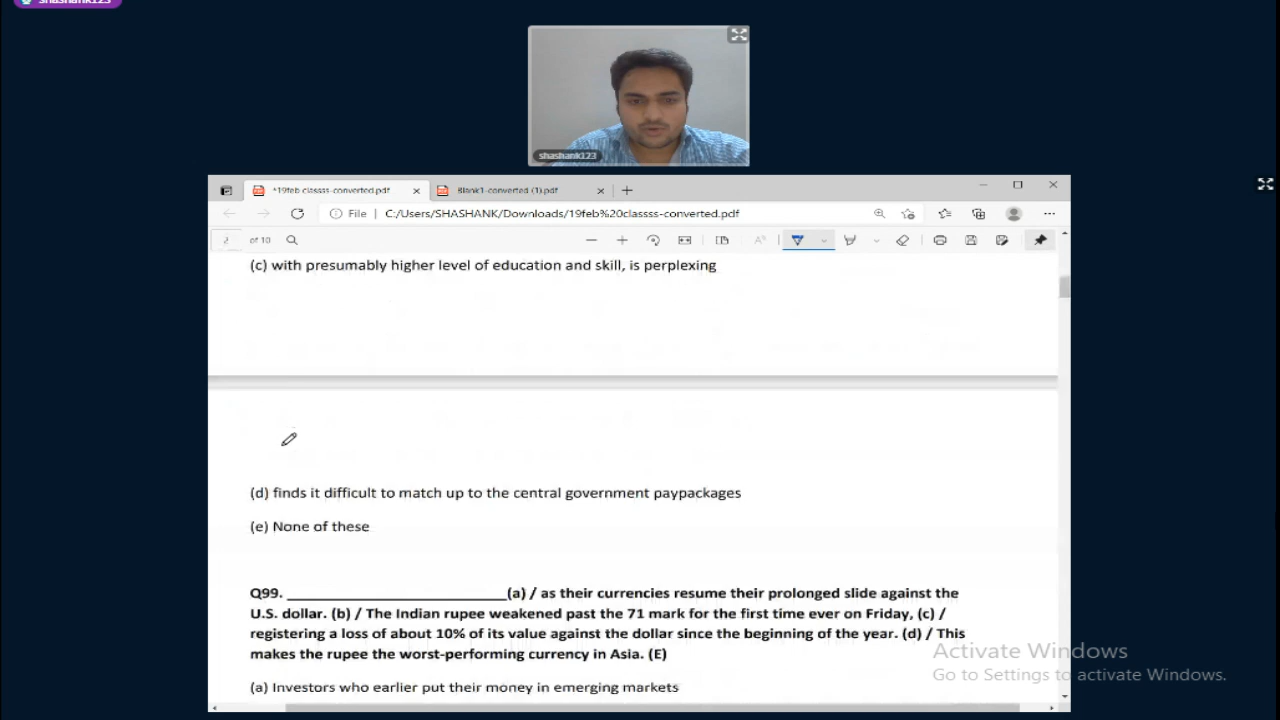 shashank123
shashank123
*19feb classss-converted.pdf
Blank1-converted (1).pdf
File
C:/Users/SHASHANK/Downloads/19feb%20classss-converted.pdf
2 of 10
(c) with presumably higher level of education and skill, is perplexing
(d) finds it difficult to match up to the central government paypackages
(e) None of these
Q99. ____________________________(a) / as their currencies resume their prolonged slide against the
U.S. dollar. (b) / The Indian rupee weakened past the 71 mark for the first time ever on Friday, (c) /
registering a loss of about 10% of its value against the dollar since the beginning of the year. (d) / This
makes the rupee the worst-performing currency in Asia. (E)
(a) Investors who earlier put their money in emerging markets
Activate Windows
Go to Settings to activate Windows.